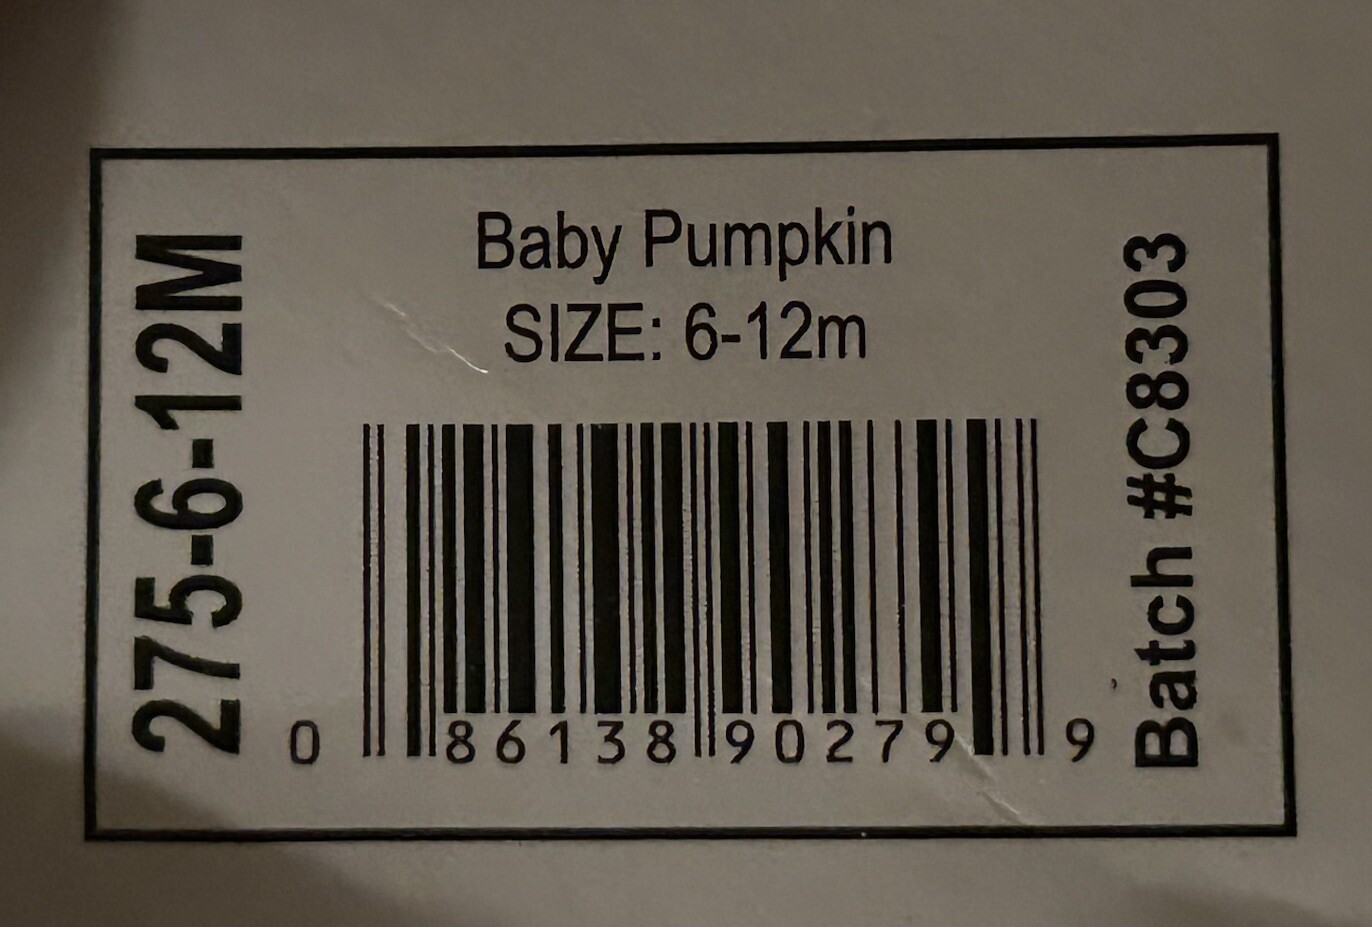 275-6-12M
Baby Pumpkin
SIZE: 6-12m
0 86138 90279 9
Batch #C8303